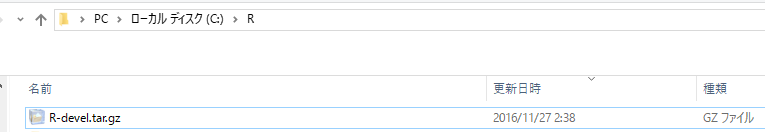 PC > ローカル ディスク (C:) > R
名前 更新日時 種類
R-devel.tar.gz 2016/11/27 2:38 GZ ファイル